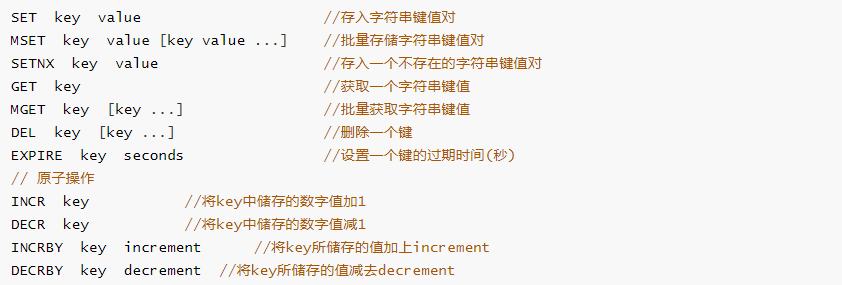 SET  key  value                     //存入字符串键值对
MSET  key  value [key value ...]    //批量存储字符串键值对
SETNX  key  value                   //存入一个不存在的字符串键值对
GET  key                            //获取一个字符串键值
MGET  key  [key ...]                //批量获取字符串键值
DEL  key  [key ...]                 //删除一个键
EXPIRE  key  seconds                //设置一个键的过期时间(秒)
// 原子操作
INCR  key           //将key中储存的数字值加1
DECR  key           //将key中储存的数字值减1
INCRBY  key  increment      //将key所储存的值加上increment
DECRBY  key  decrement  //将key所储存的值减去decrement